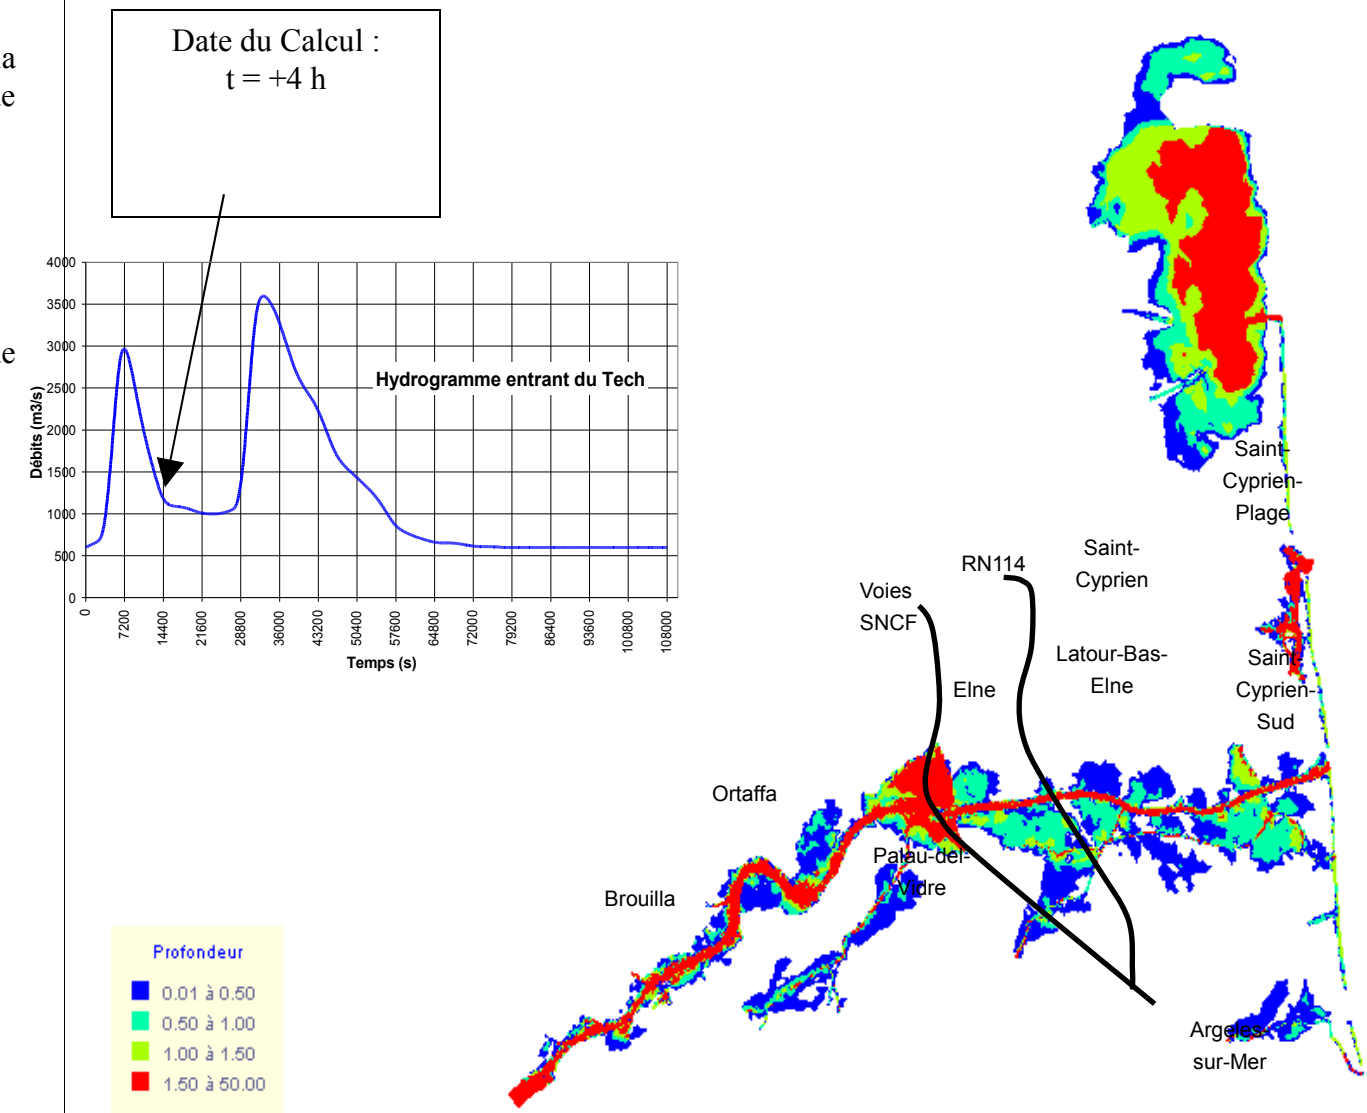 Date du Calcul :
t = +4 h
4000
3500
3000
2500
2000
1500
1000
500
0
Débits (m3/s)
Hydrogramme entrant du Tech
0
7200
14400
21600
28800
36000
43200
50400
57600
64800
72000
79200
86400
93600
100800
108000
Temps (s)
Saint-
Cyprien-
Plage
Saint-
Cyprien
RN114
Voies
SNCF
Latour-Bas-
Elne
Elne
Saint-
Cyprien-
Sud
Ortaffa
Palau-del-
Vidre
Brouilla
Argeles-
sur-Mer
Profondeur
0.01 à 0.50
0.50 à 1.00
1.00 à 1.50
1.50 à 50.00